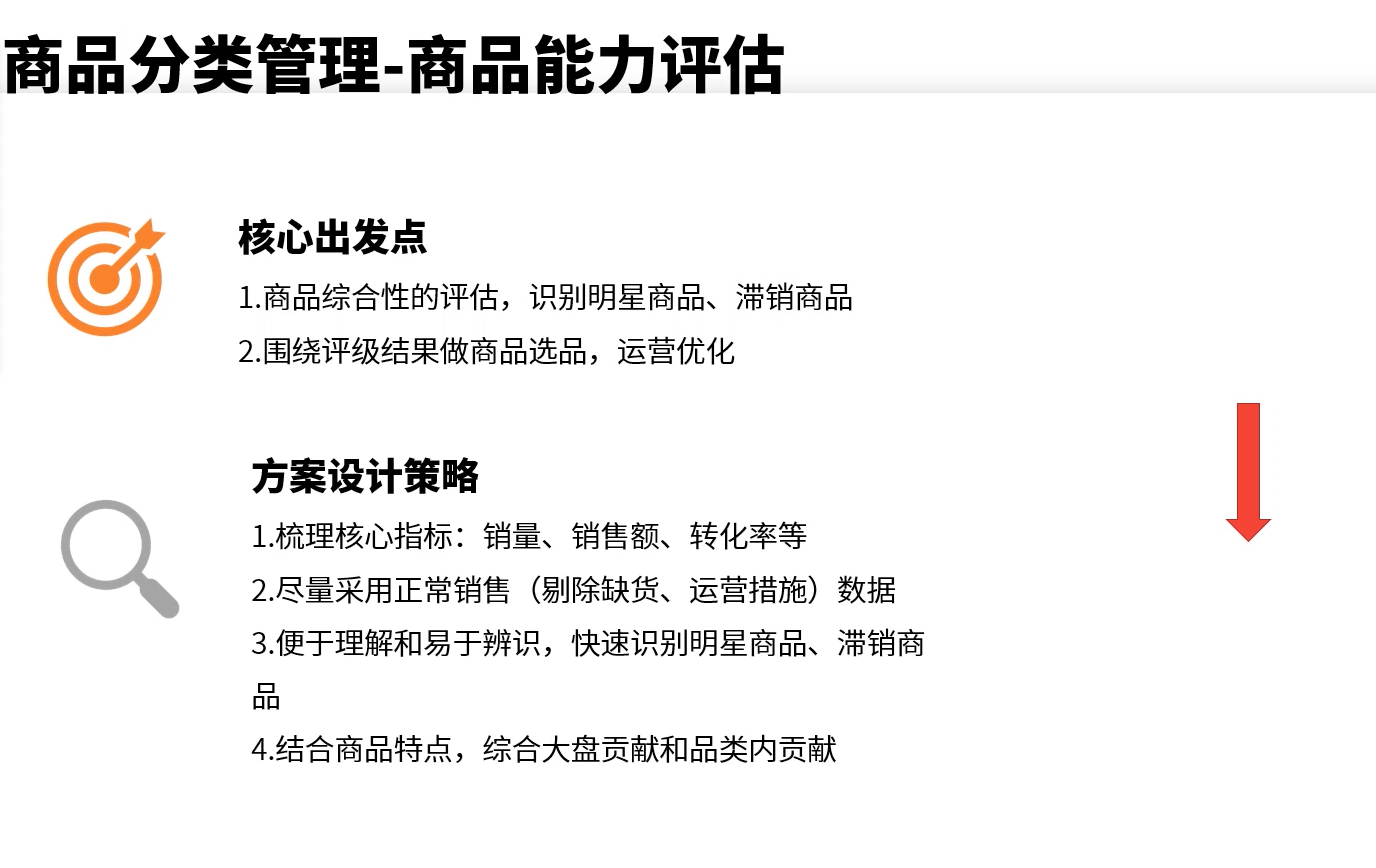 商品分类管理-商品能力评估
核心出发点
1.商品综合性的评估，识别明星商品、滞销商品
2.围绕评级结果做商品选品，运营优化
方案设计策略
1.梳理核心指标：销量、销售额、转化率等
2.尽量采用正常销售（剔除缺货、运营措施）数据
3.便于理解和易于辨识，快速识别明星商品、滞销商
品
4.结合商品特点，综合大盘贡献和品类内贡献